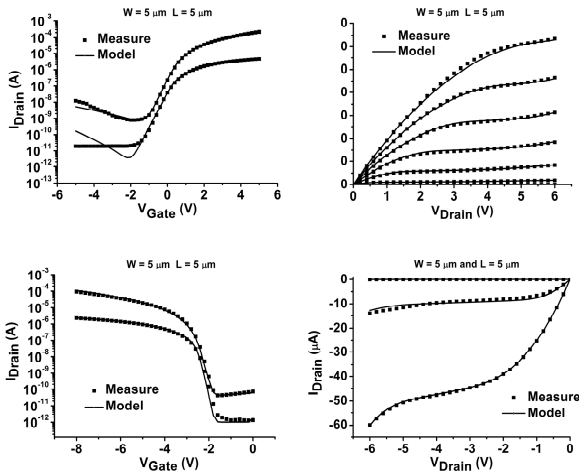 W = 5 μm L = 5 μm
10⁻³
10⁻⁴
10⁻⁵
10⁻⁶
10⁻⁷
10⁻⁸
10⁻⁹
10⁻¹⁰
10⁻¹¹
10⁻¹²
10⁻¹³
I_Drain (A)
Measure
Model
-6 -4 -2 0 2 4 6
V_Gate (V)
W = 5 μm L = 5 μm
0
0
0
0
0
0
0
0
I_Drain (A)
Measure
Model
0 1 2 3 4 5 6
V_Drain (V)
W = 5 μm L = 5 μm
10⁻³
10⁻⁴
10⁻⁵
10⁻⁶
10⁻⁷
10⁻⁸
10⁻⁹
10⁻¹⁰
10⁻¹¹
10⁻¹²
I_Drain (A)
Measure
Model
-8 -6 -4 -2 0
V_Gate (V)
W = 5 μm and L = 5 μm
0
-10
-20
-30
-40
-50
-60
I_Drain (μA)
Measure
Model
-6 -5 -4 -3 -2 -1 0
V_Drain (V)